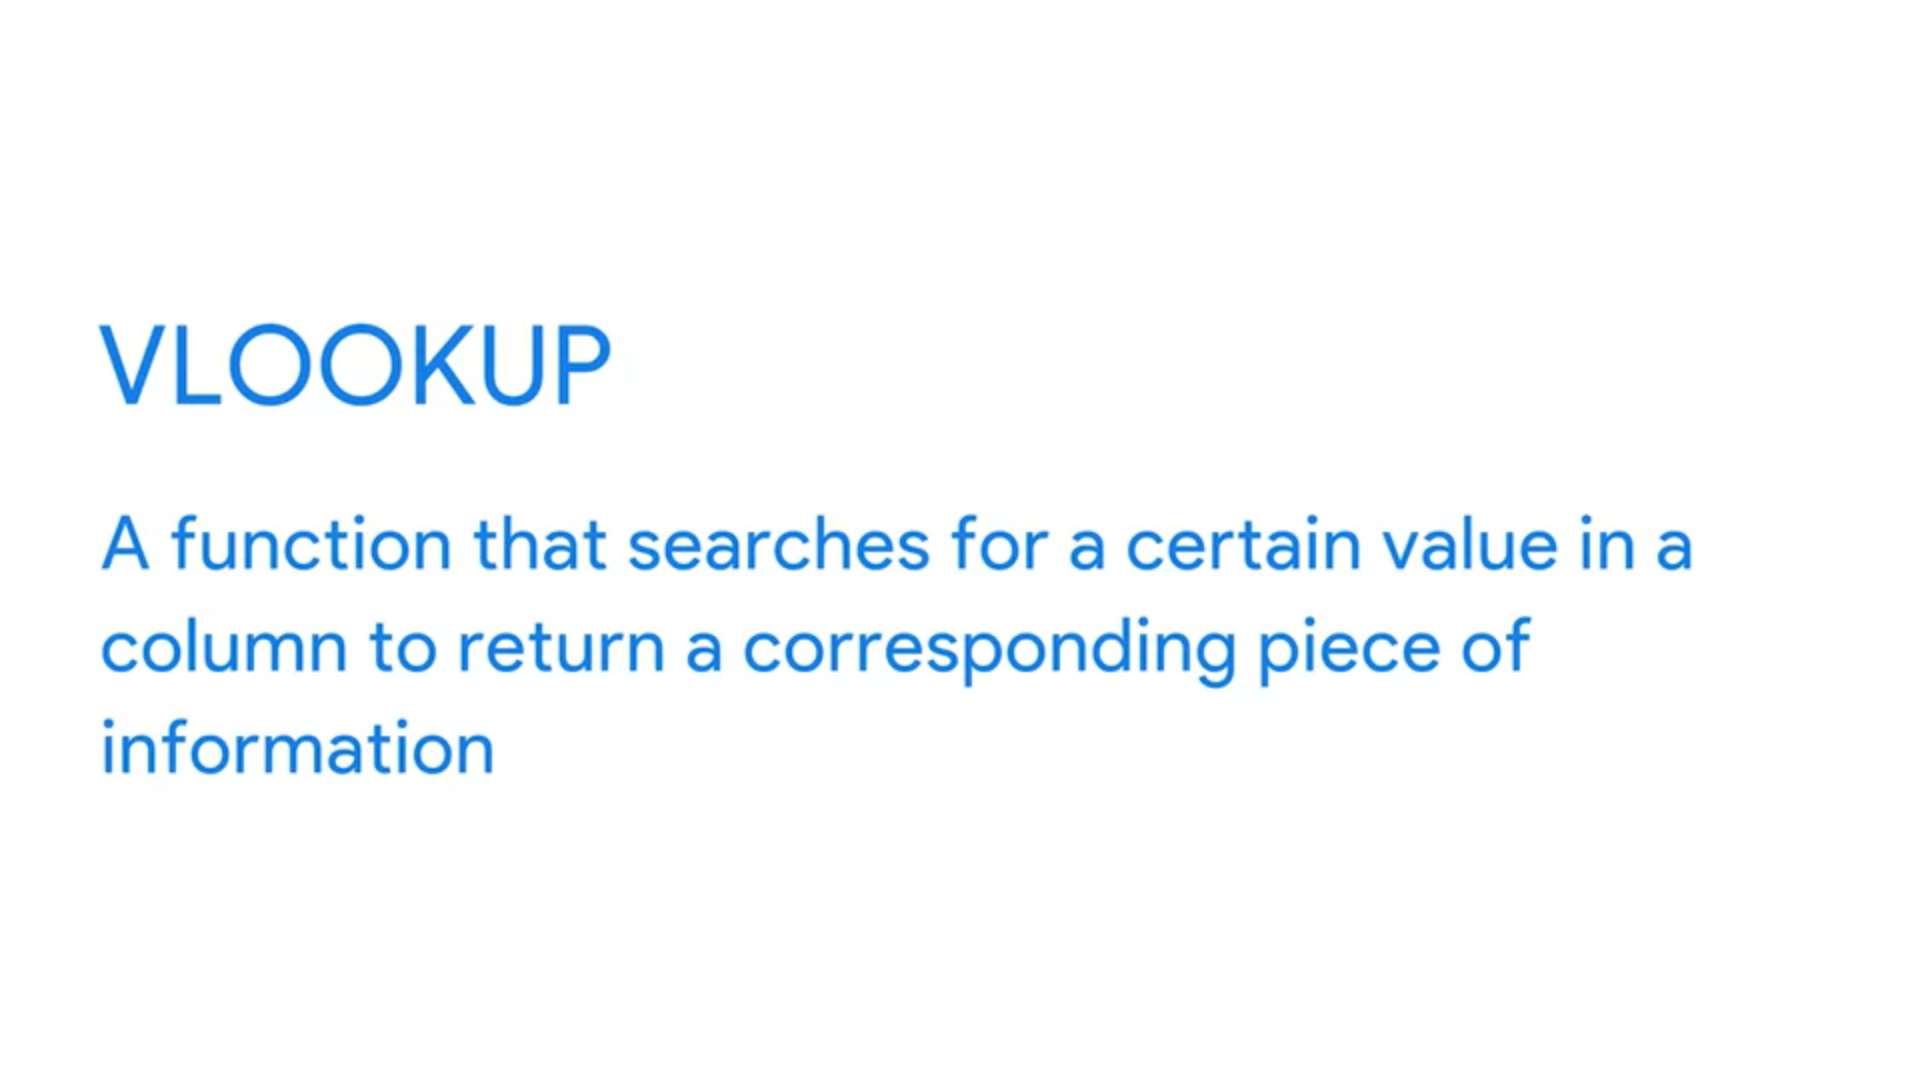 VLOOKUP
A function that searches for a certain value in a
column to return a corresponding piece of
information